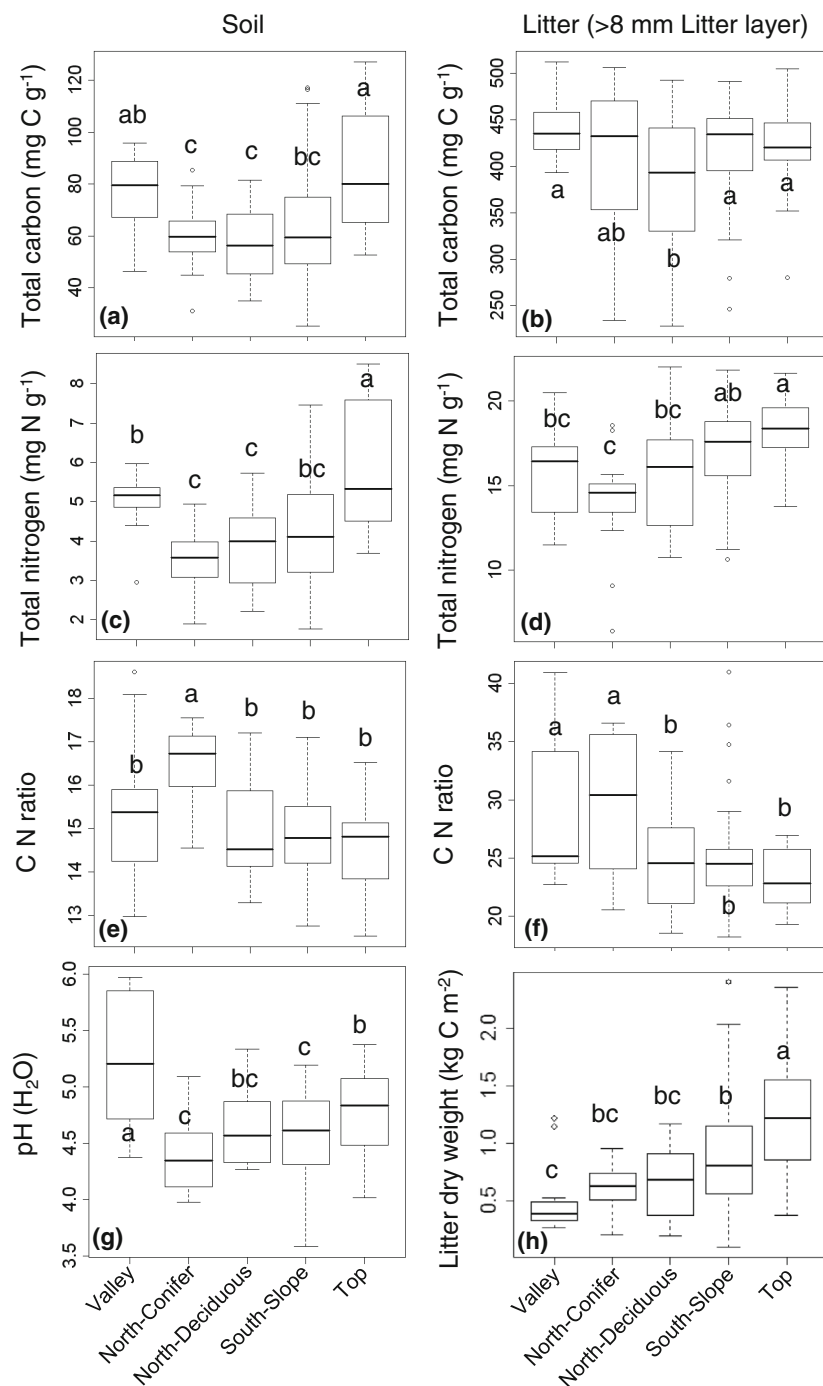 Soil
Litter (>8 mm Litter layer)
Total carbon (mg C g⁻¹)
120
100
80
60
40
ab
c
c
bc
a
(a)
Total carbon (mg C g⁻¹)
500
450
400
350
300
250
a
ab
b
a
a
(b)
Total nitrogen (mg N g⁻¹)
8
7
6
5
4
3
2
b
c
c
bc
a
(c)
Total nitrogen (mg N g⁻¹)
20
15
10
bc
c
bc
ab
a
(d)
C N ratio
18
17
16
15
14
13
b
a
b
b
b
(e)
C N ratio
40
35
30
25
20
a
a
b
b
b
(f)
pH (H₂O)
6.0
5.5
5.0
4.5
4.0
3.5
a
c
bc
c
b
(g)
Litter dry weight (kg C m⁻²)
2.0
1.5
1.0
0.5
c
bc
bc
b
a
(h)
Valley
North-Conifer
North-Deciduous
South-Slope
Top
Valley
North-Conifer
North-Deciduous
South-Slope
Top